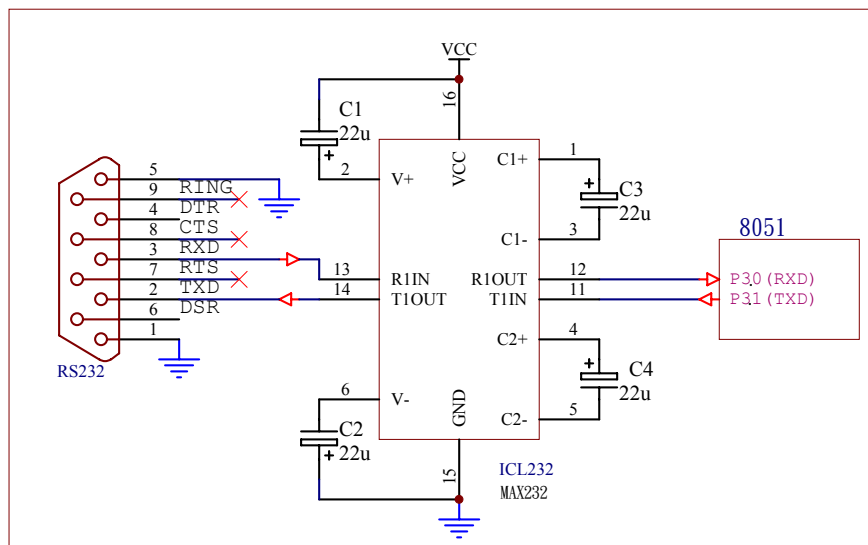 VCC
C1
22u
16
2
V+
VCC
C1+
1
C3
22u
C1-
3
5
9
RING
4
DTR
8
CTS
3
RXD
7
RTS
2
TXD
6
DSR
1
RS232
13
R1IN
14
T1OUT
R1OUT
12
T1IN
11
8051
P30(RXD)
P31(TXD)
C2+
4
C4
22u
C2-
5
6
V-
GND
C2
22u
15
ICL232
MAX232